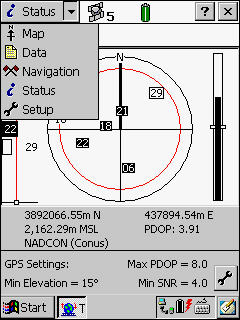 Status 5 ? X
Map
Data
Navigation
Status
Setup
N
29
21
18
22
29
22
06
3892066.55m N 437894.54m E
2,162.29m MSL PDOP: 3.91
NADCON (Conus)
GPS Settings: Max PDOP = 8.0
Min Elevation = 15° Min SNR = 4.0
Start T